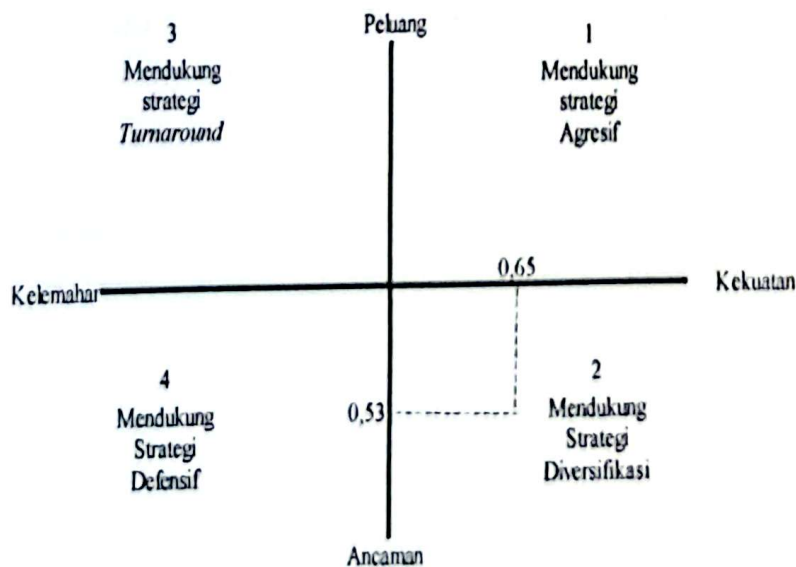 3
Mendukung
strategi
Turnaround
Peluang
1
Mendukung
strategi
Agresif
Kelemahar
0,65
Kekuatan
4
Mendukung
Strategi
Defensif
0,53
2
Mendukung
Strategi
Diversifikasi
Ancaman